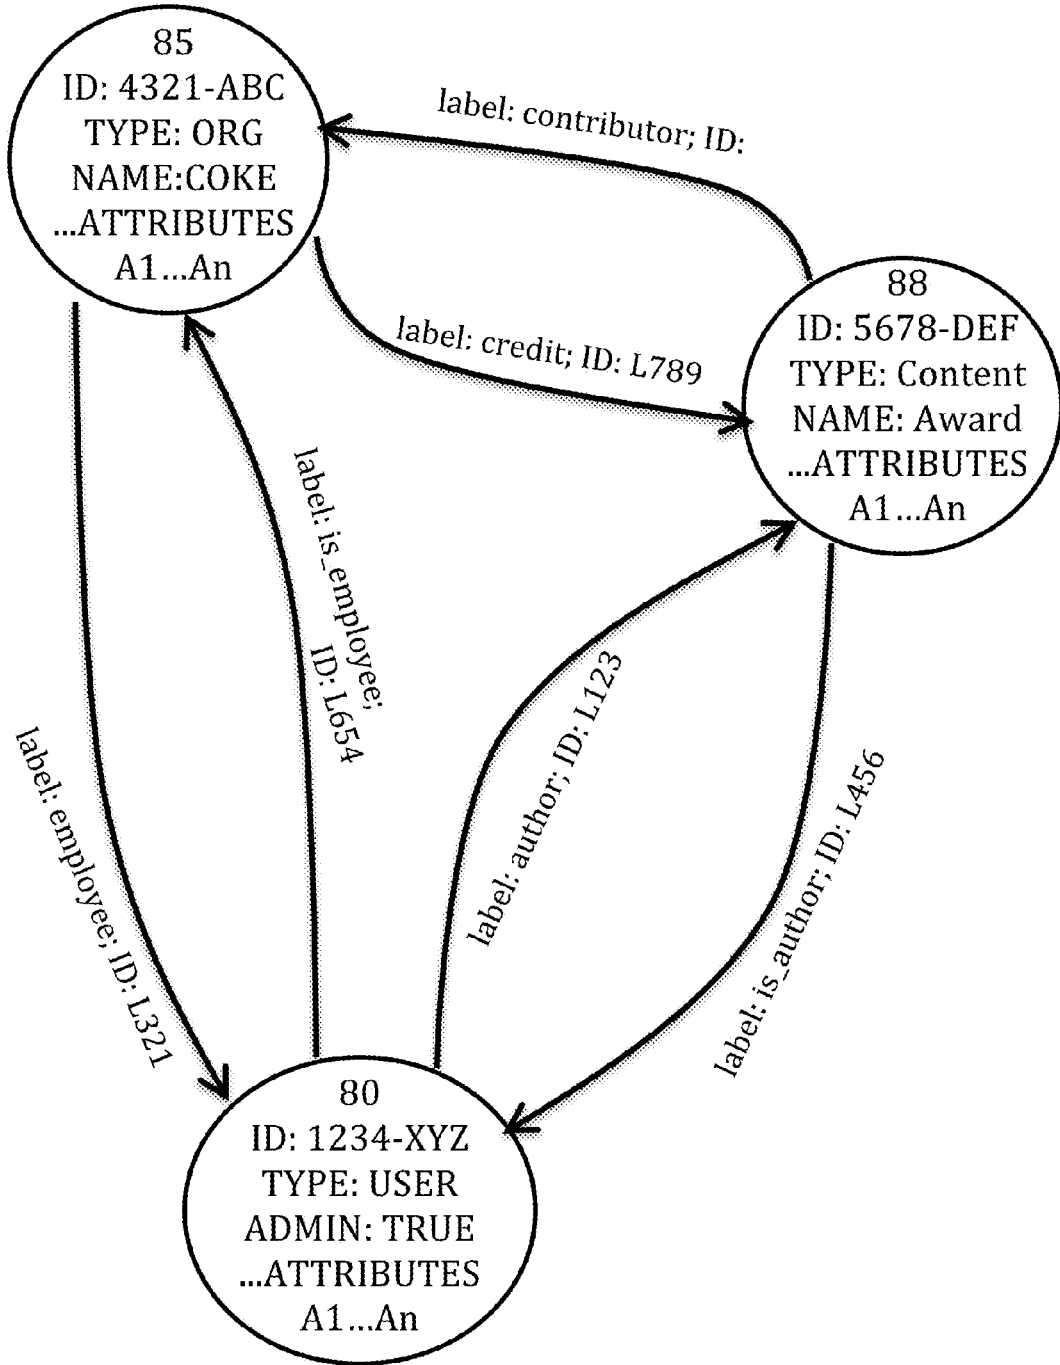 85
ID: 4321-ABC
TYPE: ORG
NAME:COKE
...ATTRIBUTES
A1...An
label: contributor; ID:
label: credit; ID: L789
88
ID: 5678-DEF
TYPE: Content
NAME: Award
...ATTRIBUTES
A1...An
label: is_employee;
ID: L654
label: employee; ID: L321
label: author; ID: L123
label: is_author; ID: L456
80
ID: 1234-XYZ
TYPE: USER
ADMIN: TRUE
...ATTRIBUTES
A1...An